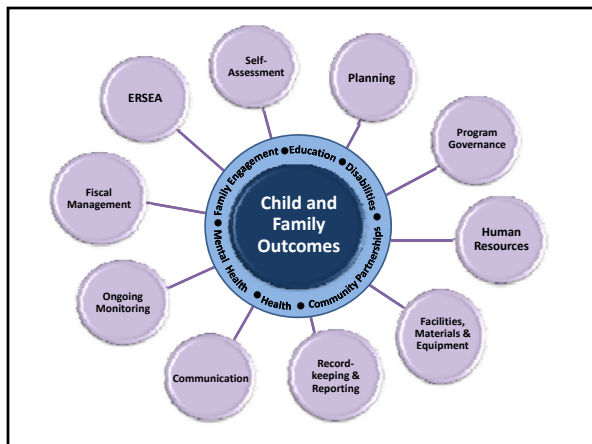 Self-
Assessment
Planning
ERSEA
Program
Governance
Fiscal
Management
Human
Resources
Ongoing
Monitoring
Facilities,
Materials &
Equipment
Communication
Record-
keeping &
Reporting
● Family Engagement ● Education ● Disabilities ● Community Partnerships ● Health ● Mental Health
Child and
Family
Outcomes